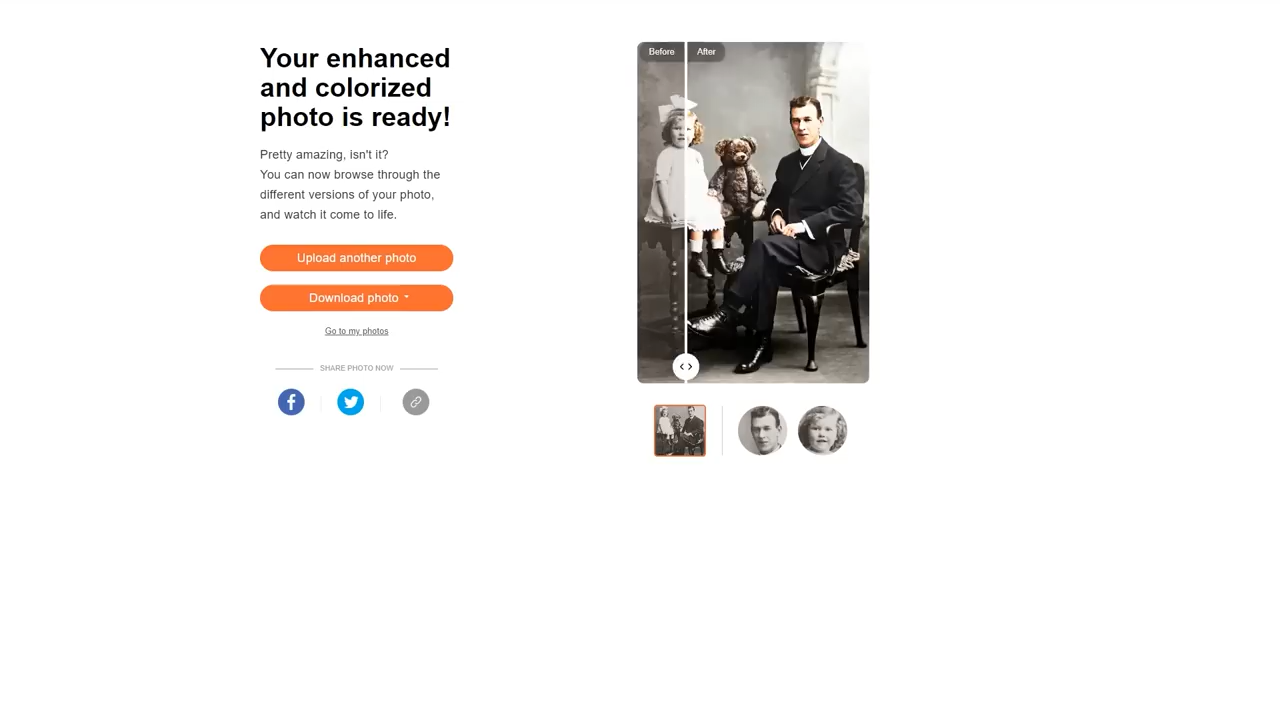 Your enhanced
and colorized
photo is ready!
Pretty amazing, isn't it?
You can now browse through the
different versions of your photo,
and watch it come to life.
Upload another photo
Download photo
Go to my photos
SHARE PHOTO NOW
Before
After